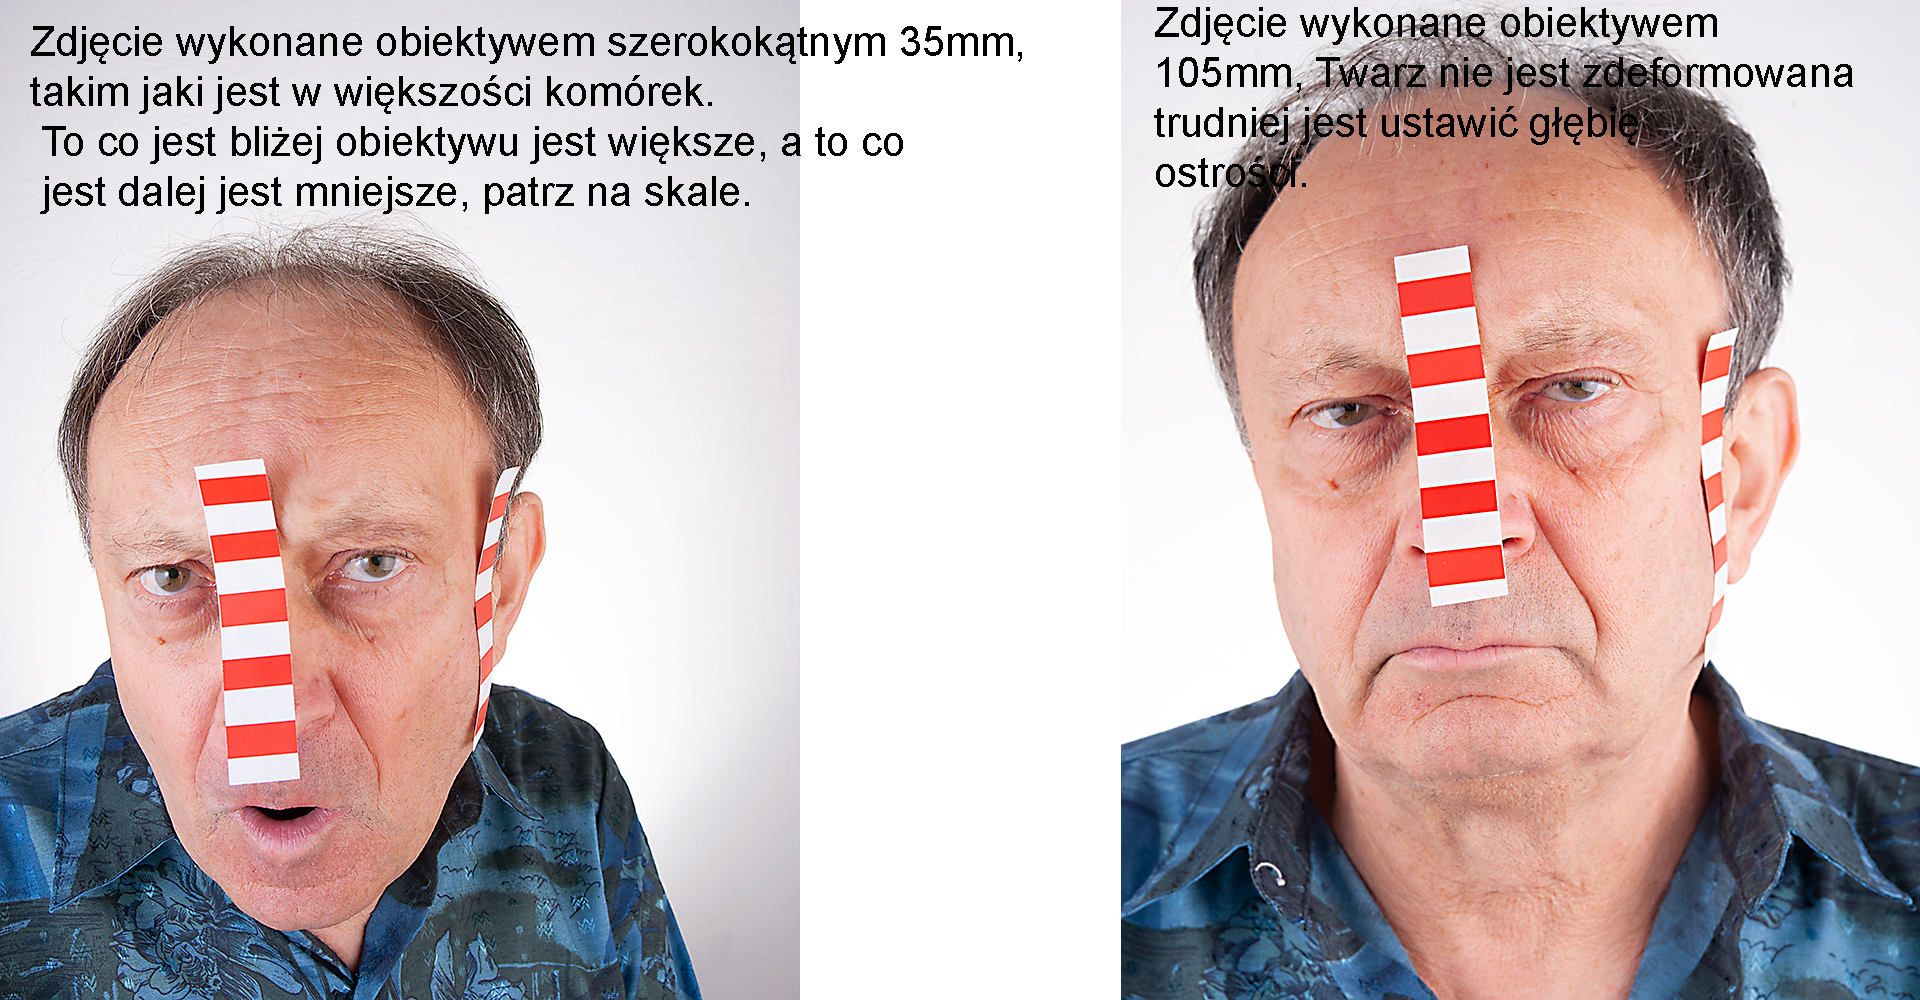 Zdjęcie wykonane obiektywem szerokokątnym 35mm,
takim jaki jest w większości komórek.
To co jest bliżej obiektywu jest większe, a to co
jest dalej jest mniejsze, patrz na skale.
Zdjęcie wykonane obiektywem
105mm, Twarz nie jest zdeformowana
trudniej jest ustawić głębię
ostrości.